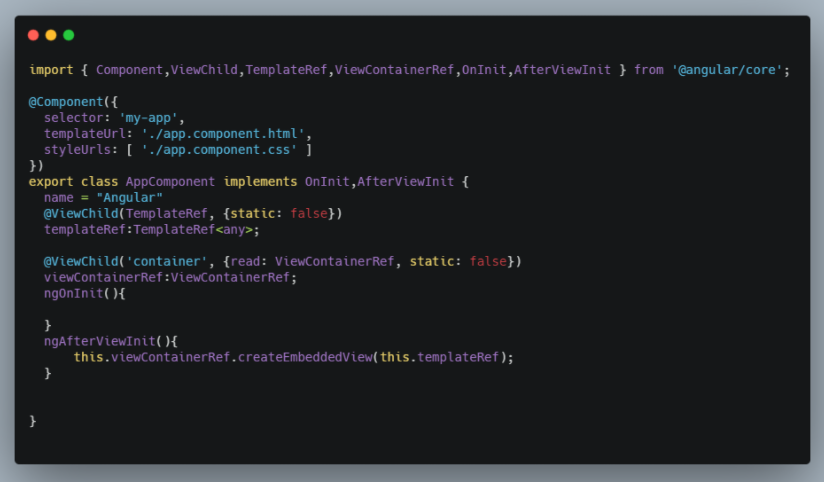 import { Component,ViewChild,TemplateRef,ViewContainerRef,OnInit,AfterViewInit } from '@angular/core';
@Component({
selector: 'my-app',
templateUrl: './app.component.html',
styleUrls: [ './app.component.css' ]
})
export class AppComponent implements OnInit,AfterViewInit {
name = "Angular"
@ViewChild(TemplateRef, {static: false})
templateRef:TemplateRef<any>;
@ViewChild('container', {read: ViewContainerRef, static: false})
viewContainerRef:ViewContainerRef;
ngOnInit(){
}
ngAfterViewInit(){
this.viewContainerRef.createEmbeddedView(this.templateRef);
}
}